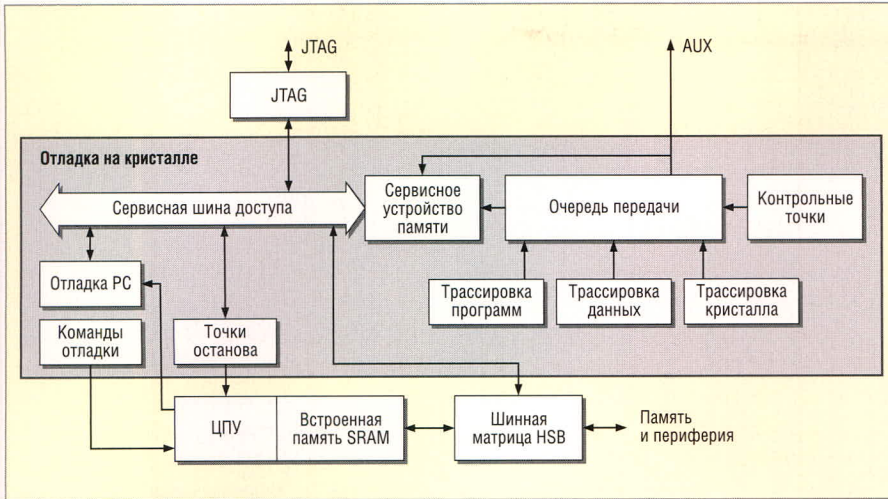 JTAG
AUX
JTAG
Отладка на кристалле
Сервисная шина доступа
Сервисное
устройство
памяти
Очередь передачи
Контрольные
точки
Отладка PC
Трассировка
программ
Трассировка
данных
Трассировка
кристалла
Команды
отладки
Точки
останова
ЦПУ
Встроенная
память SRAM
Шинная
матрица HSB
Память
и периферия